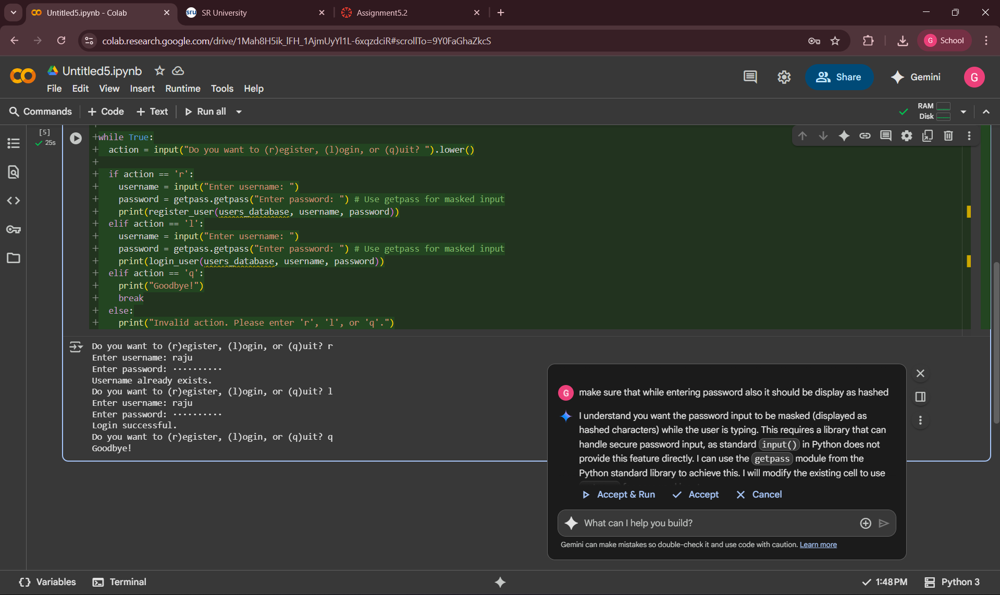 Untitled5.ipynb - Colab
SR University
Assignment5.2
colab.research.google.com/drive/1Mah8H5ik_lFH_1AjmUyYl1L-6xqzdciR#scrollTo=9Y0FaGhaZkcS
G School
Untitled5.ipynb
File Edit View Insert Runtime Tools Help
Share
Gemini
G
Commands + Code + Text Run all
RAM
Disk
[5]
25s
+while True:
+ action = input("Do you want to (r)egister, (l)ogin, or (q)uit? ").lower()
+
+ if action == 'r':
+ username = input("Enter username: ")
+ password = getpass.getpass("Enter password: ") # Use getpass for masked input
+ print(register_user(users_database, username, password))
+ elif action == 'l':
+ username = input("Enter username: ")
+ password = getpass.getpass("Enter password: ") # Use getpass for masked input
+ print(login_user(users_database, username, password))
+ elif action == 'q':
+ print("Goodbye!")
+ break
+ else:
+ print("Invalid action. Please enter 'r', 'l', or 'q'.")
Do you want to (r)egister, (l)ogin, or (q)uit? r
Enter username: raju
Enter password: ··········
Username already exists.
Do you want to (r)egister, (l)ogin, or (q)uit? l
Enter username: raju
Enter password: ··········
Login successful.
Do you want to (r)egister, (l)ogin, or (q)uit? q
Goodbye!
G make sure that while entering password also it should be display as hashed
I understand you want the password input to be masked (displayed as
hashed characters) while the user is typing. This requires a library that can
handle secure password input, as standard input() in Python does not
provide this feature directly. I can use the getpass module from the
Python standard library to achieve this. I will modify the existing cell to use
Accept & Run Accept Cancel
What can I help you build?
Gemini can make mistakes so double-check it and use code with caution. Learn more
Variables Terminal
1:48 PM Python 3